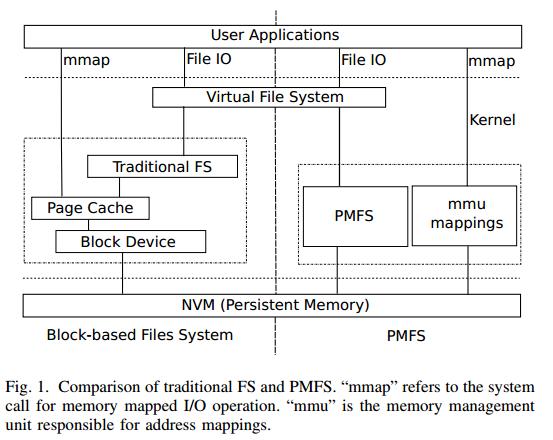 User Applications
mmap File IO File IO mmap
Virtual File System
Kernel
Traditional FS
Page Cache
Block Device
PMFS
mmu
mappings
NVM (Persistent Memory)
Block-based Files System PMFS
Fig. 1. Comparison of traditional FS and PMFS. “mmap” refers to the system
call for memory mapped I/O operation. “mmu” is the memory management
unit responsible for address mappings.